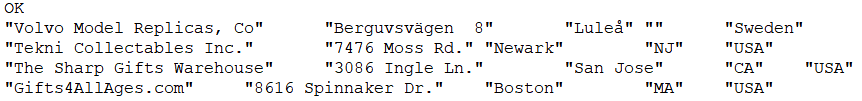 OK
"Volvo Model Replicas, Co" "Berguvsvägen  8" "Luleå" "" "Sweden"
"Tekni Collectables Inc." "7476 Moss Rd." "Newark" "NJ" "USA"
"The Sharp Gifts Warehouse" "3086 Ingle Ln." "San Jose" "CA" "USA"
"Gifts4AllAges.com" "8616 Spinnaker Dr." "Boston" "MA" "USA"